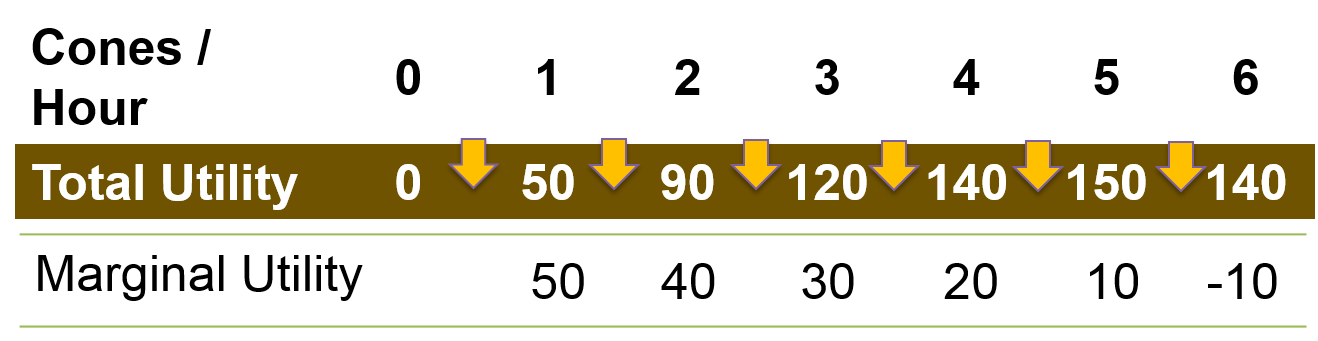 Cones /
Hour 0 1 2 3 4 5 6
Total Utility 0 50 90 120 140 150 140
Marginal Utility 50 40 30 20 10 -10